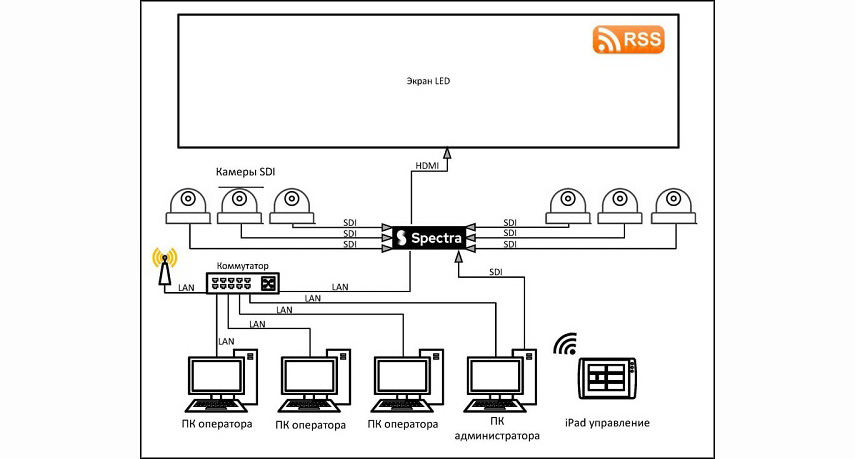 RSS
Экран LED
HDMI
Камеры SDI
SDI
SDI
SDI
SDI
SDI
SDI
Spectra
Коммутатор
SDI
LAN
LAN
LAN
LAN
LAN
LAN
ПК оператора
ПК оператора
ПК оператора
ПК
администратора
iPad управление